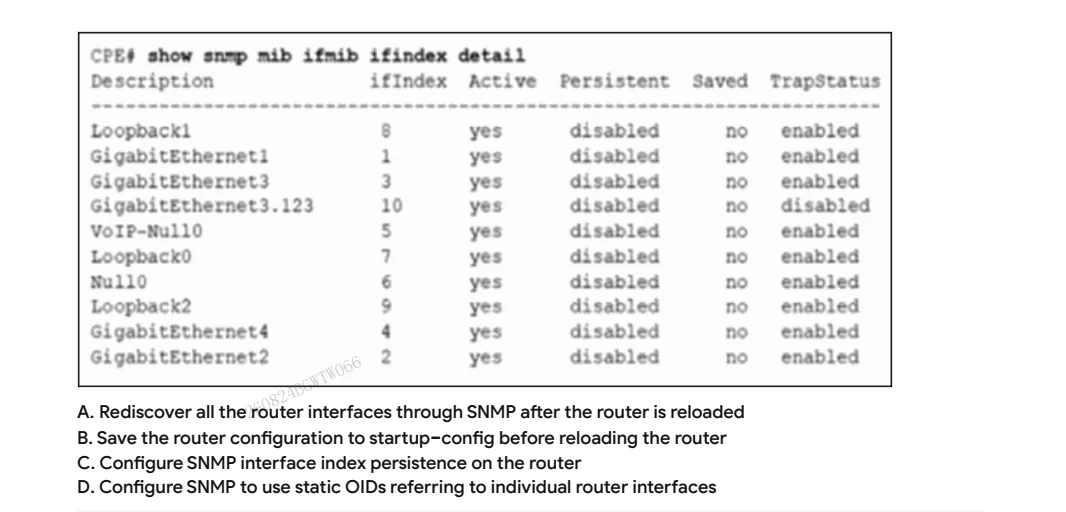 CPE# show snmp mib ifmib ifindex detail
Description ifIndex Active Persistent Saved TrapStatus
--------------------------------------------------------------------------------
Loopback1 8 yes disabled no enabled
GigabitEthernet1 1 yes disabled no enabled
GigabitEthernet3 3 yes disabled no enabled
GigabitEthernet3.123 10 yes disabled no disabled
VoIP-Null0 5 yes disabled no enabled
Loopback0 7 yes disabled no enabled
Null0 6 yes disabled no enabled
Loopback2 9 yes disabled no enabled
GigabitEthernet4 4 yes disabled no enabled
GigabitEthernet2 2 yes disabled no enabled
A. Rediscover all the router interfaces through SNMP after the router is reloaded
B. Save the router configuration to startup-config before reloading the router
C. Configure SNMP interface index persistence on the router
D. Configure SNMP to use static OIDs referring to individual router interfaces